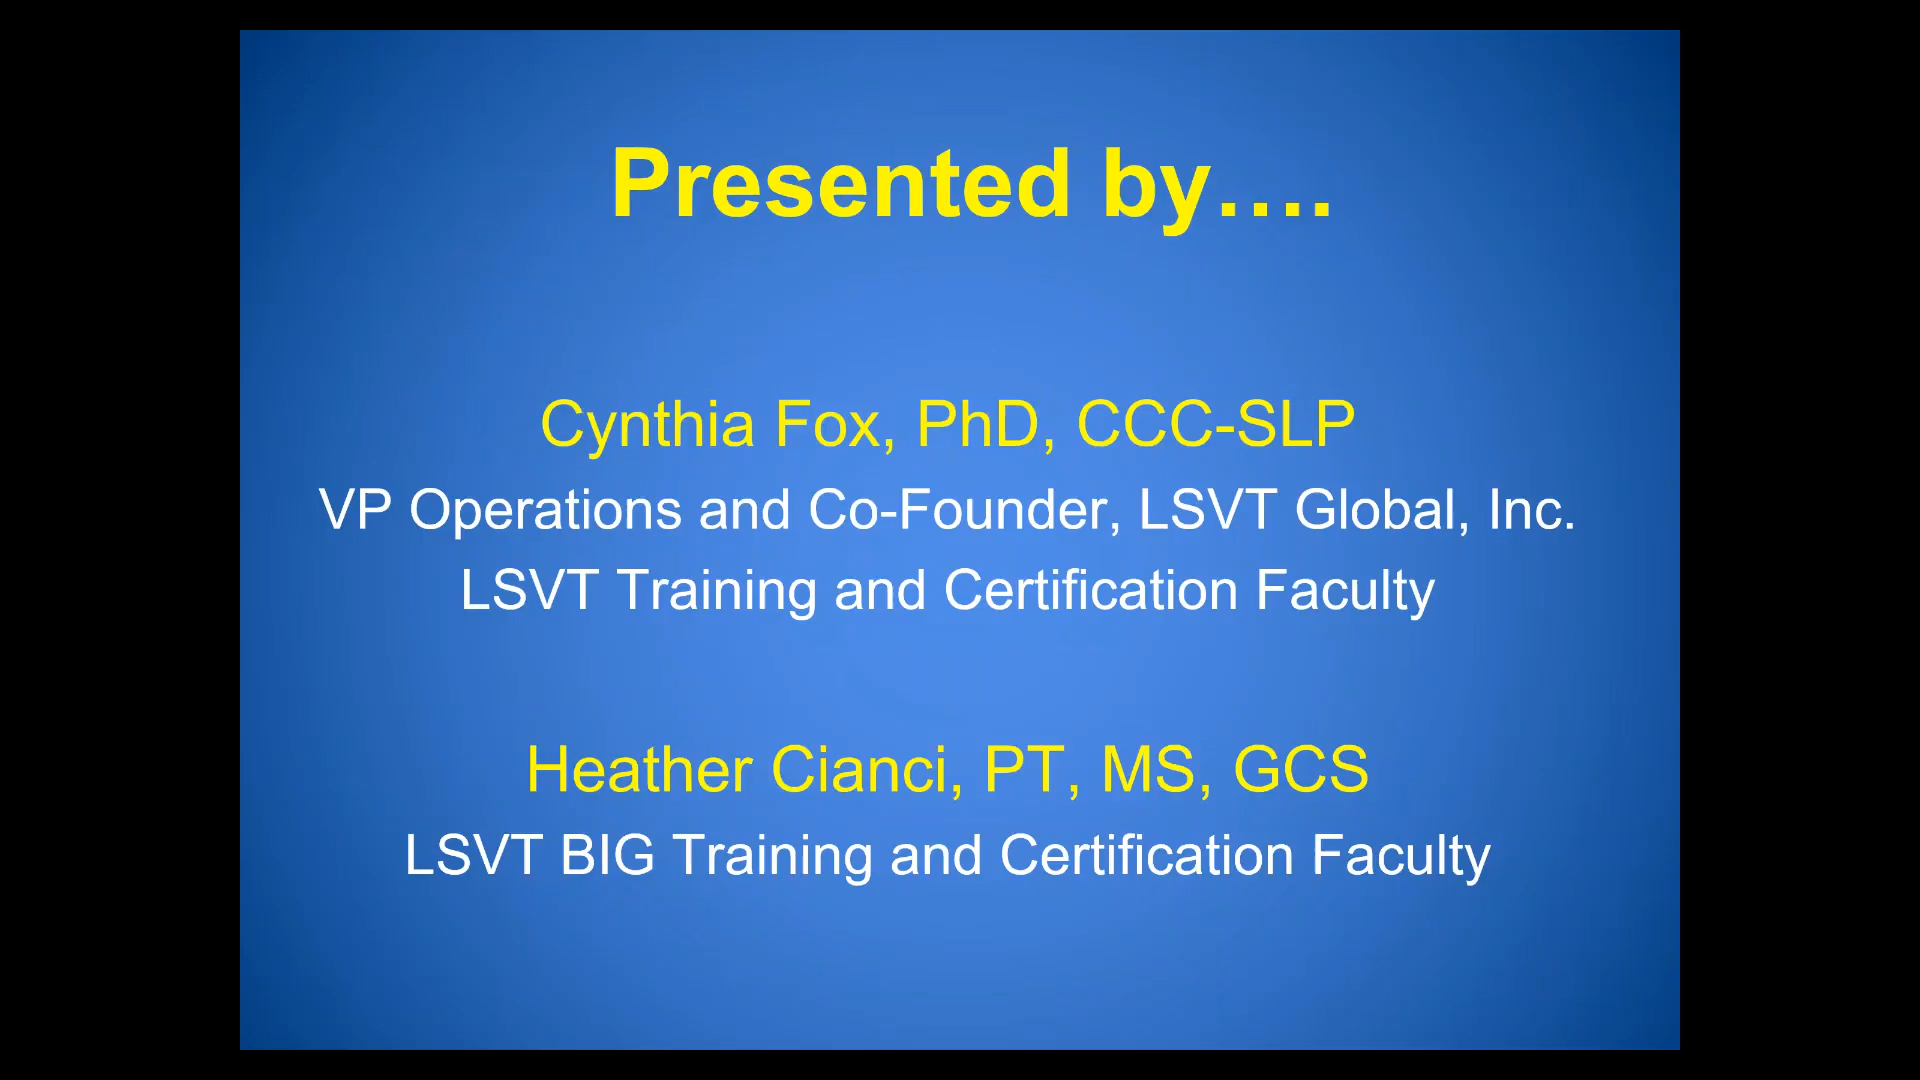 Presented by….
Cynthia Fox, PhD, CCC-SLP
VP Operations and Co-Founder, LSVT Global, Inc.
LSVT Training and Certification Faculty
Heather Cianci, PT, MS, GCS
LSVT BIG Training and Certification Faculty